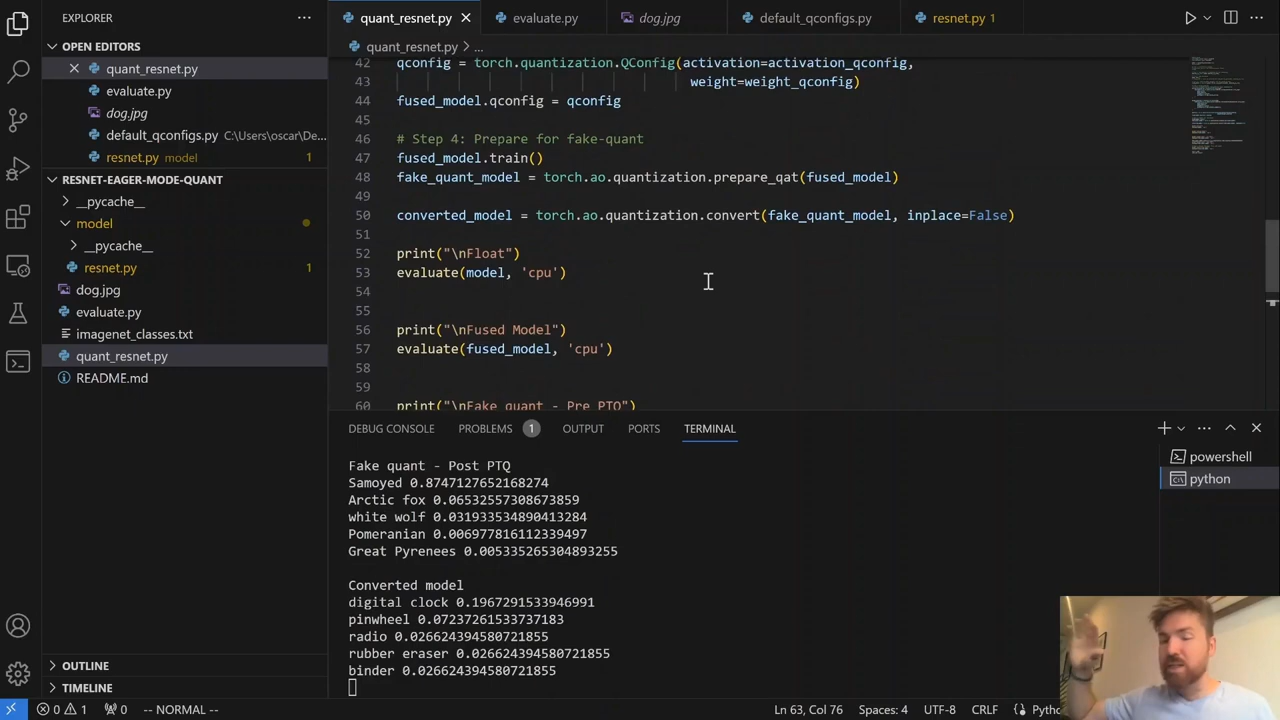 EXPLORER
OPEN EDITORS
quant_resnet.py
evaluate.py
dog.jpg
default_qconfigs.py C:\Users\oscar\De...
resnet.py model 1
RESNET-EAGER-MODE-QUANT
__pycache__
model
__pycache__
resnet.py 1
dog.jpg
evaluate.py
imagenet_classes.txt
quant_resnet.py
README.md
OUTLINE
TIMELINE
quant_resnet.py evaluate.py dog.jpg default_qconfigs.py resnet.py 1
quant_resnet.py > ...
42 qconfig = torch.quantization.QConfig(activation=activation_qconfig,
43 weight=weight_qconfig)
44 fused_model.qconfig = qconfig
45
46 # Step 4: Prepare for fake-quant
47 fused_model.train()
48 fake_quant_model = torch.ao.quantization.prepare_qat(fused_model)
49
50 converted_model = torch.ao.quantization.convert(fake_quant_model, inplace=False)
51
52 print("\nFloat")
53 evaluate(model, 'cpu')
54
55
56 print("\nFused Model")
57 evaluate(fused_model, 'cpu')
58
59
60 print("\nFake quant - Pre PTQ")
DEBUG CONSOLE PROBLEMS 1 OUTPUT PORTS TERMINAL
Fake quant - Post PTQ
Samoyed 0.8747127652168274
Arctic fox 0.06532557308673859
white wolf 0.031933534890413284
Pomeranian 0.006977816112339497
Great Pyrenees 0.005335265304893255
Converted model
digital clock 0.1967291533946991
pinwheel 0.07237261533737183
radio 0.026624394580721855
rubber eraser 0.026624394580721855
binder 0.026624394580721855
powershell
python
0 1 0 -- NORMAL -- Ln 63, Col 76 Spaces: 4 UTF-8 CRLF